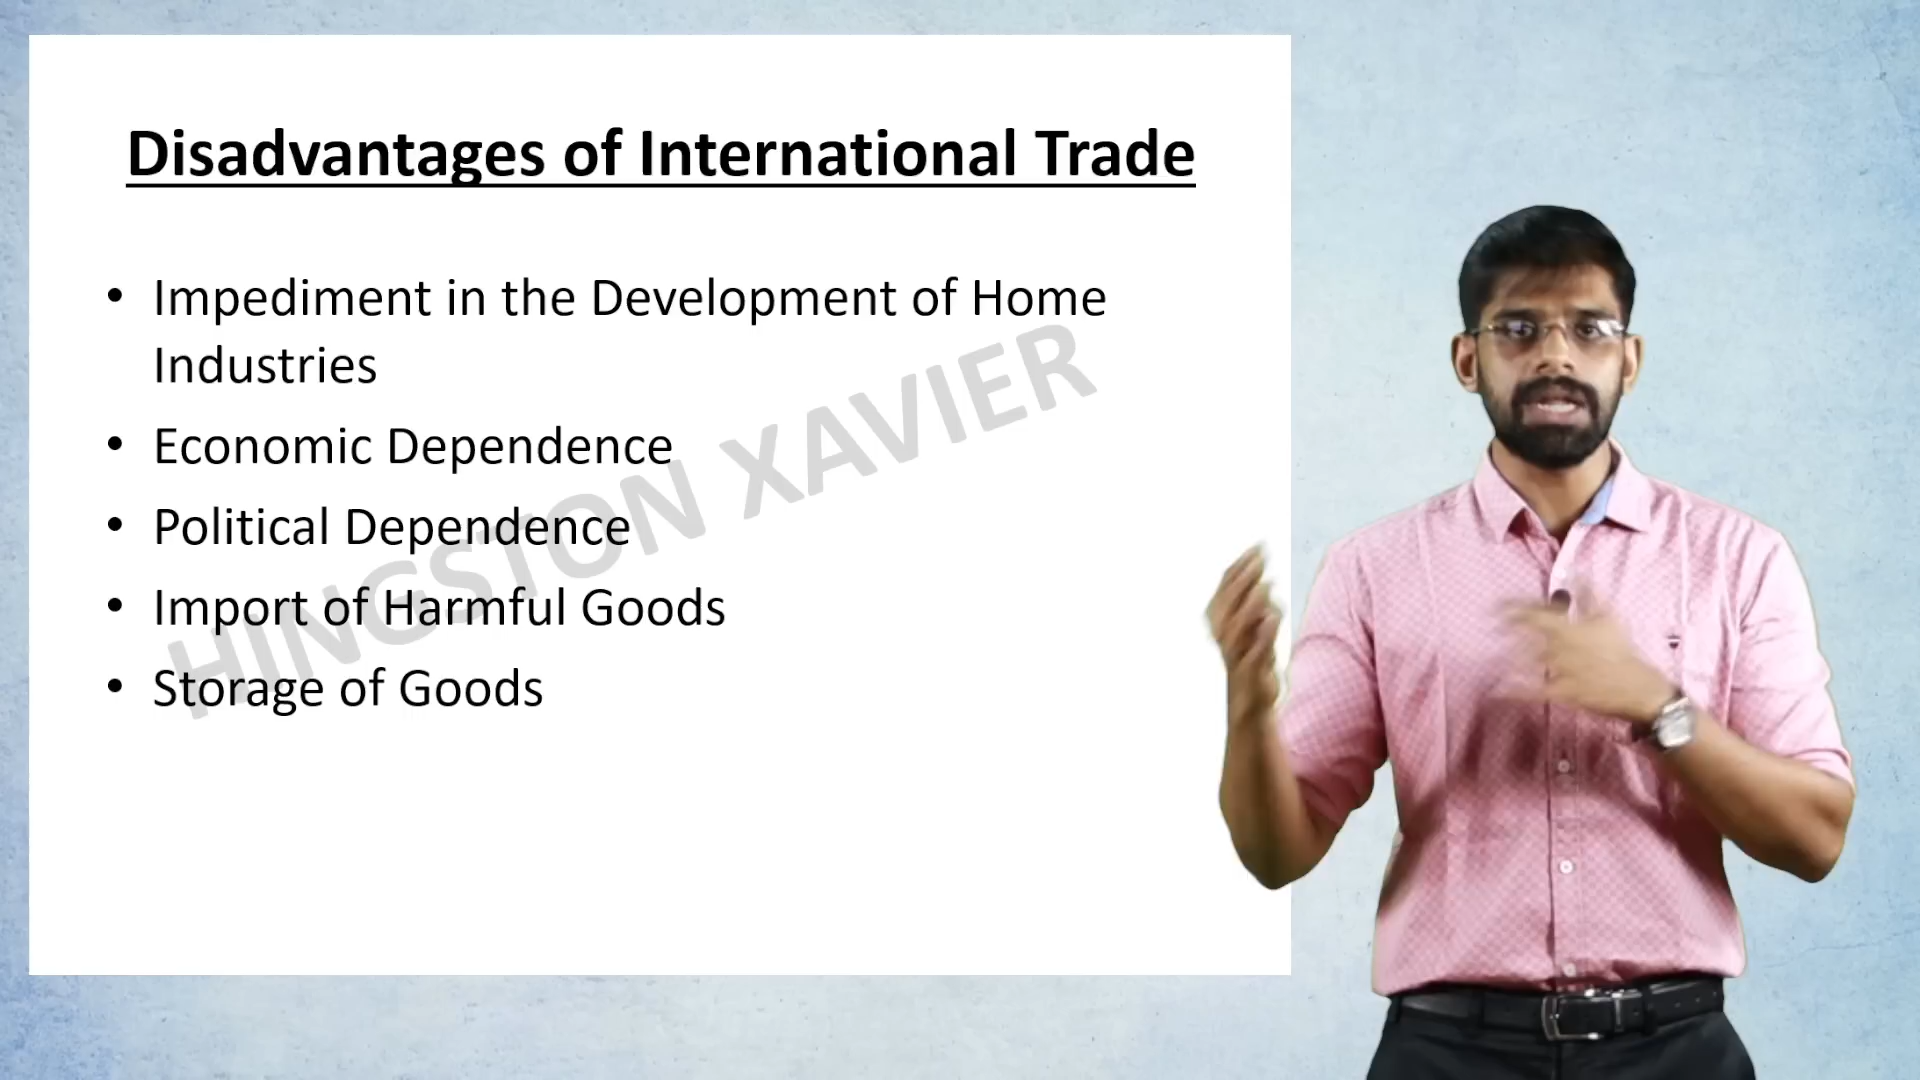 Disadvantages of International Trade
• Impediment in the Development of Home
Industries
• Economic Dependence
• Political Dependence
• Import of Harmful Goods
• Storage of Goods
HINGSTON XAVIER